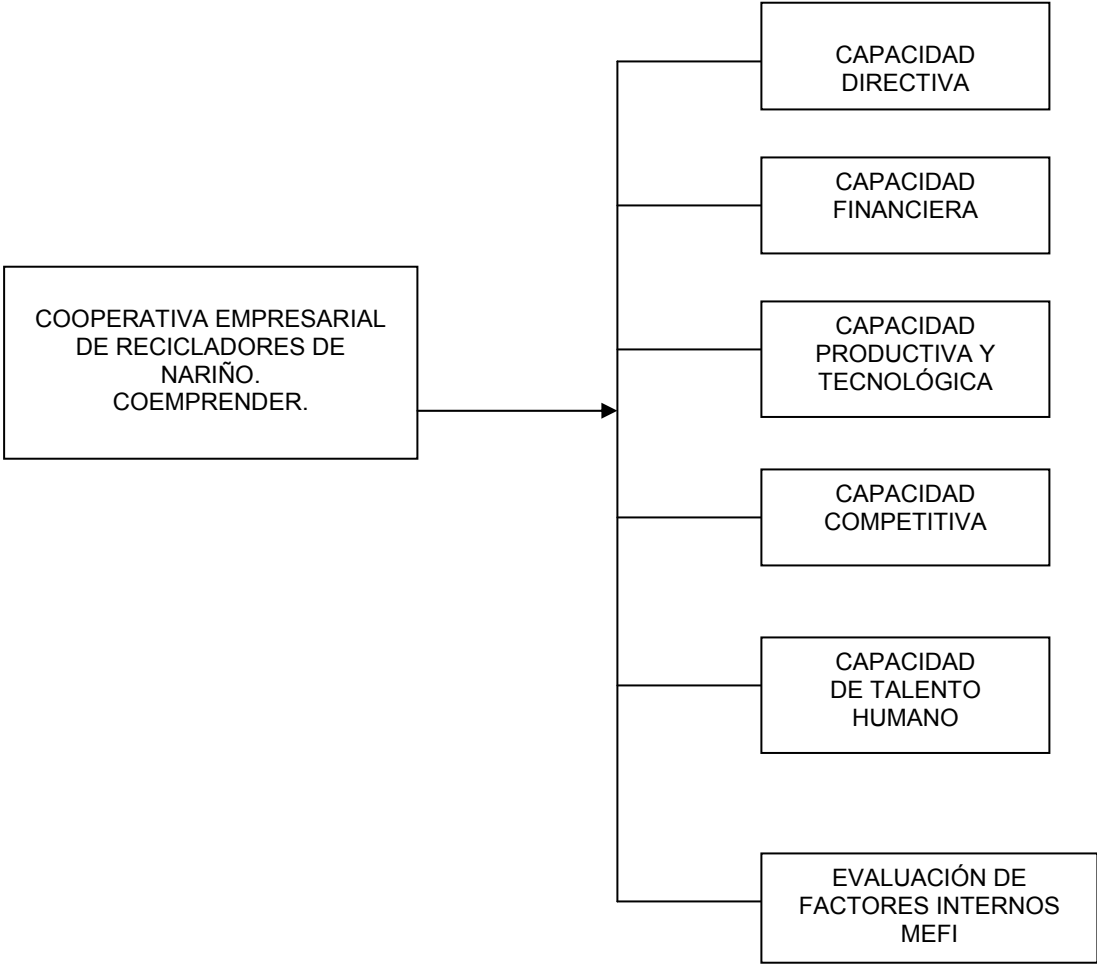 CAPACIDAD
DIRECTIVA
CAPACIDAD
FINANCIERA
COOPERATIVA EMPRESARIAL
DE RECICLADORES DE
NARIÑO.
COEMPRENDER.
CAPACIDAD
PRODUCTIVA Y
TECNOLÓGICA
CAPACIDAD
COMPETITIVA
CAPACIDAD
DE TALENTO
HUMANO
EVALUACIÓN DE
FACTORES INTERNOS
MEFI